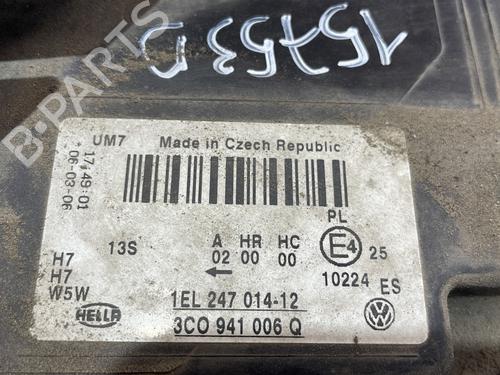 15753D
B-PARTS
UM7 Made in Czech Republic
17:49:01
* 06-03-06
PL
13S A HR HC E4 25
02 00 00
H7
H7
W5W
10224 ES
HELLA 1EL 247 014-12
3C0 941 006 Q
VW